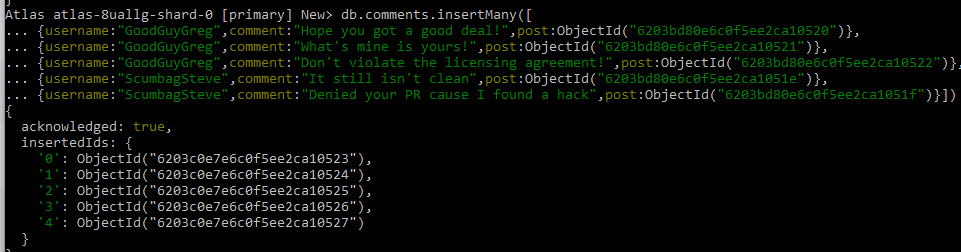 Atlas atlas-8uallg-shard-0 [primary] New> db.comments.insertMany([
... {username:"GoodGuyGreg",comment:"Hope you got a good deal!",post:ObjectId("6203bd80e6c0f5ee2ca10520")},
... {username:"GoodGuyGreg",comment:"What's mine is yours!",post:ObjectId("6203bd80e6c0f5ee2ca10521")},
... {username:"GoodGuyGreg",comment:"Don't violate the licensing agreement!",post:ObjectId("6203bd80e6c0f5ee2ca10522")},
... {username:"ScumbagSteve",comment:"It still isn't clean",post:ObjectId("6203bd80e6c0f5ee2ca1051e")},
... {username:"ScumbagSteve",comment:"Denied your PR cause I found a hack",post:ObjectId("6203bd80e6c0f5ee2ca1051f")}])
{
  acknowledged: true,
  insertedIds: {
    '0': ObjectId("6203c0e7e6c0f5ee2ca10523"),
    '1': ObjectId("6203c0e7e6c0f5ee2ca10524"),
    '2': ObjectId("6203c0e7e6c0f5ee2ca10525"),
    '3': ObjectId("6203c0e7e6c0f5ee2ca10526"),
    '4': ObjectId("6203c0e7e6c0f5ee2ca10527")
  }